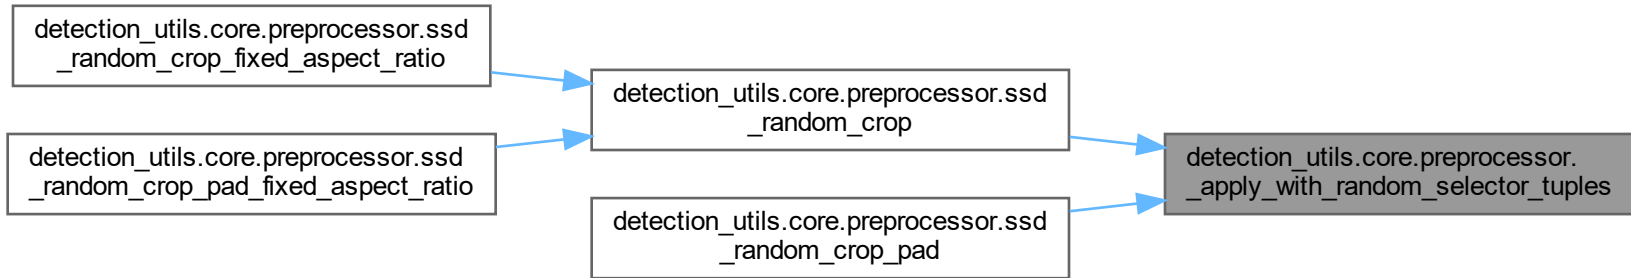 detection_utils.core.preprocessor.ssd
_random_crop_fixed_aspect_ratio
detection_utils.core.preprocessor.ssd
_random_crop_pad_fixed_aspect_ratio
detection_utils.core.preprocessor.ssd
_random_crop
detection_utils.core.preprocessor.ssd
_random_crop_pad
detection_utils.core.preprocessor.
_apply_with_random_selector_tuples